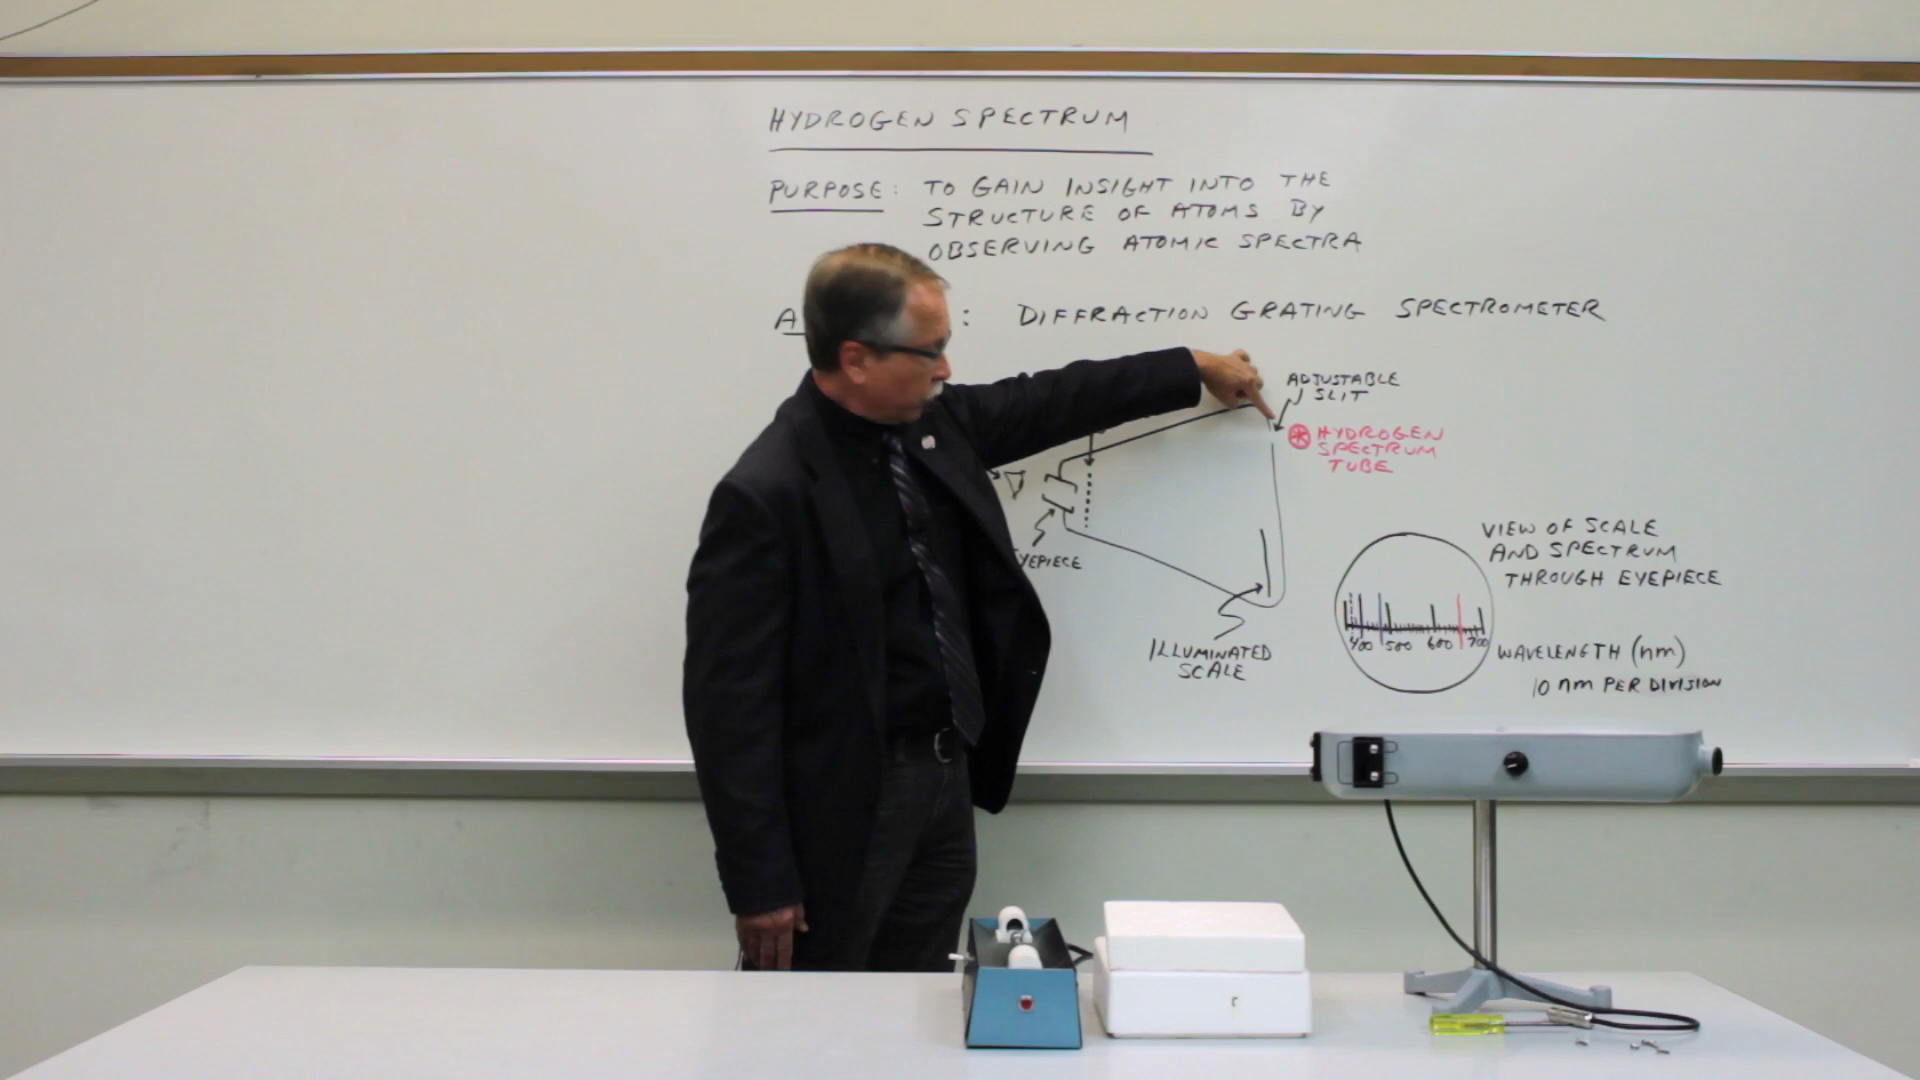 HYDROGEN SPECTRUM
PURPOSE: TO GAIN INSIGHT INTO THE
STRUCTURE OF ATOMS BY
OBSERVING ATOMIC SPECTRA
: DIFFRACTION GRATING SPECTROMETER
ADJUSTABLE
SLIT
HYDROGEN
SPECTRUM
TUBE
YEPIECE
ILLUMINATED
SCALE
VIEW OF SCALE
AND SPECTRUM
THROUGH EYEPIECE
400 500 600 700
WAVELENGTH (nm)
10 nm PER DIVISION